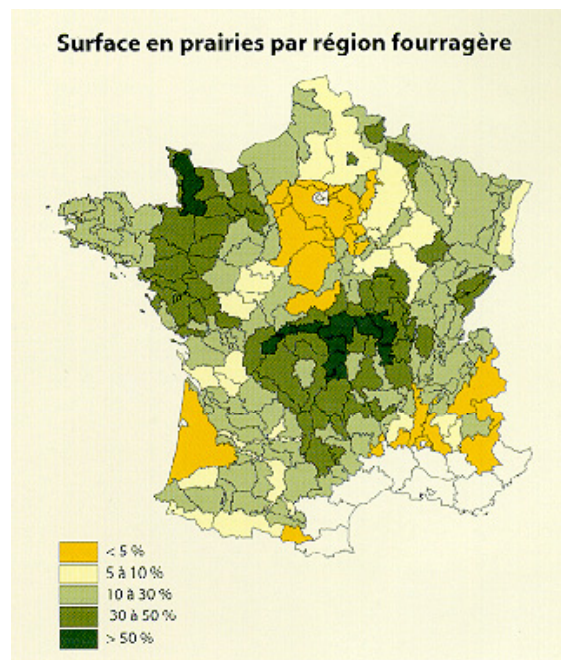 Surface en prairies par région fourragère
< 5 %
5 à 10 %
10 à 30 %
30 à 50 %
> 50 %